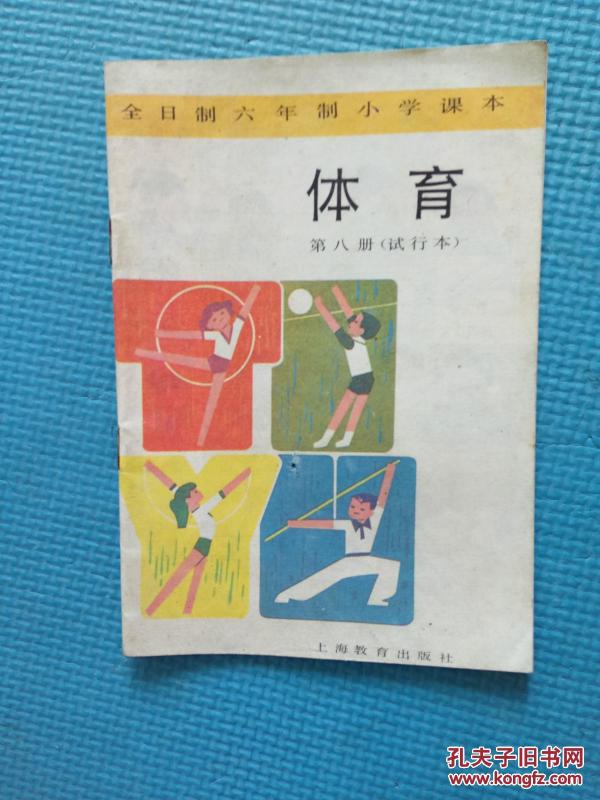 全日制六年制小学课本
体育
第八册(试行本)
上海教育出版社
孔夫子旧书网
www.kongfz.com